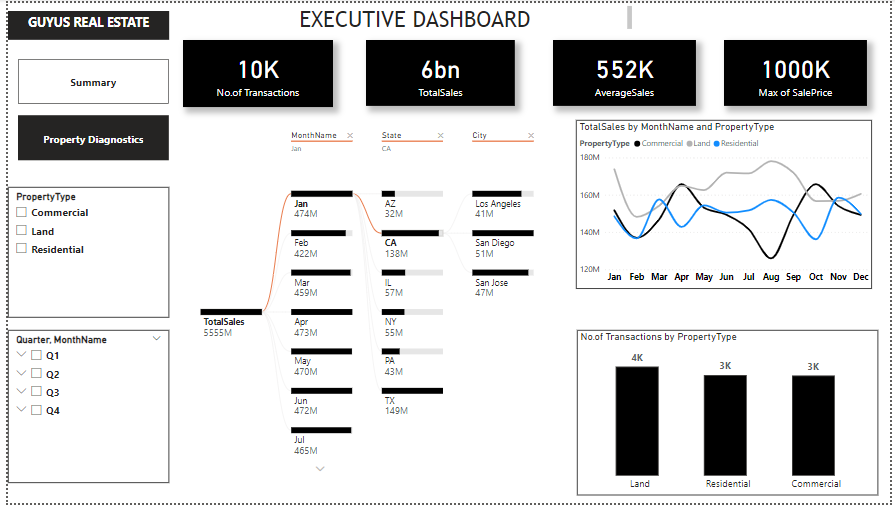 GUYUS REAL ESTATE
EXECUTIVE DASHBOARD
Summary
Property Diagnostics
10K
No.of Transactions
6bn
TotalSales
552K
AverageSales
1000K
Max of SalePrice
PropertyType
Commercial
Land
Residential
Quarter, MonthName
Q1
Q2
Q3
Q4
MonthName
Jan
State
CA
City
TotalSales
5555M
Jan
474M
Feb
422M
Mar
459M
Apr
473M
May
470M
Jun
472M
Jul
465M
AZ
32M
CA
138M
IL
57M
NY
55M
PA
43M
TX
149M
Los Angeles
41M
San Diego
51M
San Jose
47M
TotalSales by MonthName and PropertyType
PropertyType Commercial Land Residential
180M
160M
140M
120M
Jan Feb Mar Apr May Jun Jul Aug Sep Oct Nov Dec
No.of Transactions by PropertyType
4K
3K
3K
Land Residential Commercial